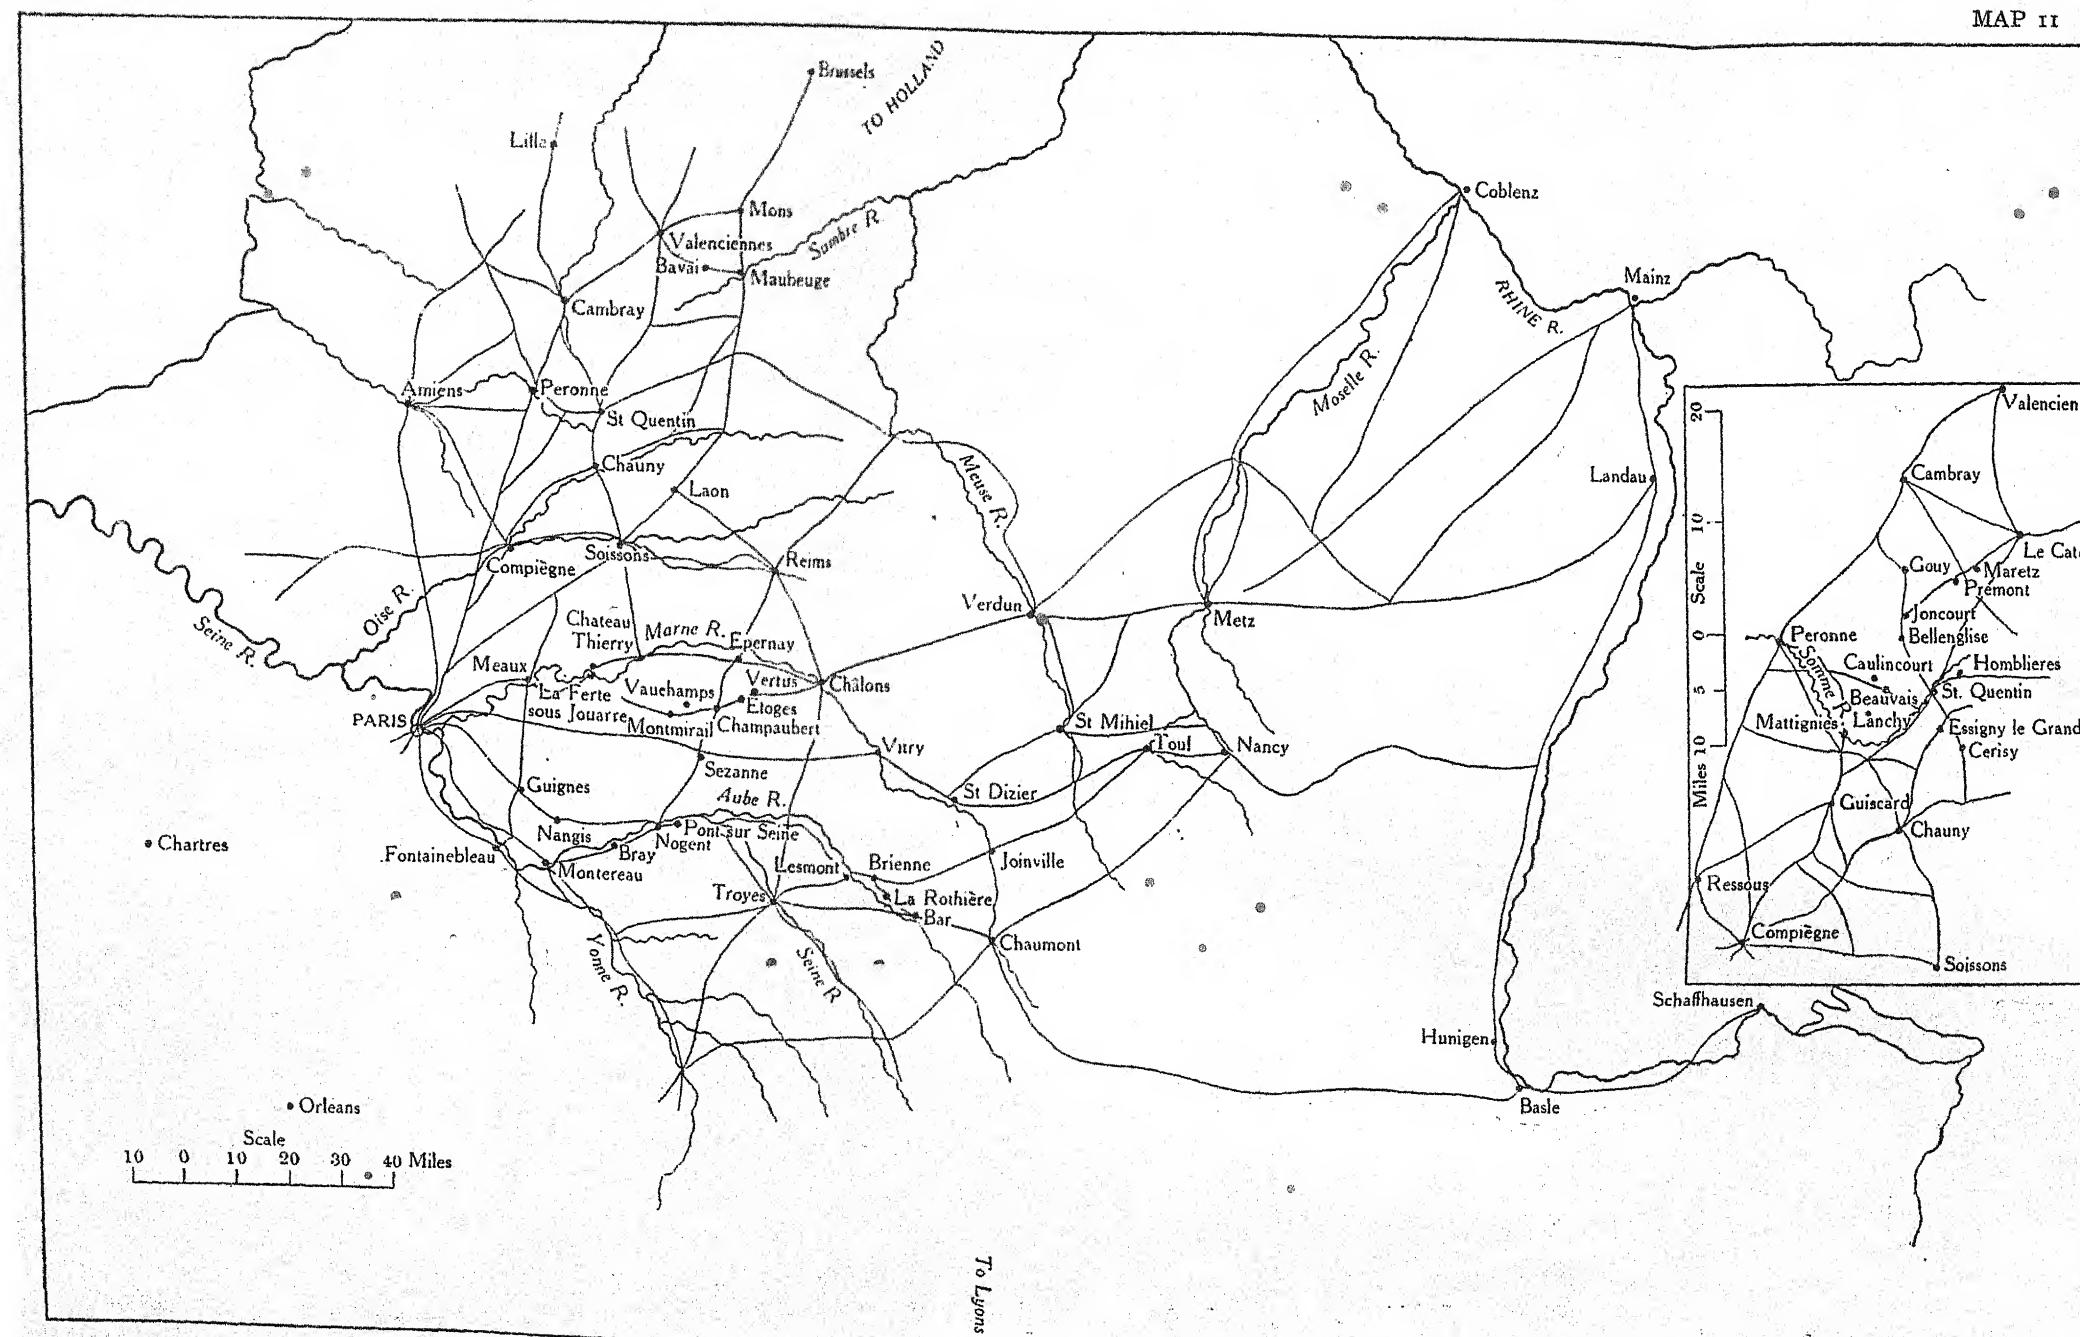 MAP 11
Brussels
TO HOLLAND
Lille
Coblenz
Mons
Valenciennes
Sambre R.
Bavai
Maubeuge
Mainz
RHINE R.
Cambray
Moselle R.
Amiens
Peronne
St Quentin
Chauny
Laon
Meuse R.
Landau
Compiègne
Soissons
Reims
Oise R.
Seine R.
Verdun
Metz
Chateau
Thierry
Marne R.
Epernay
Meaux
La Ferte
sous Jouarre
Vauchamps
Vertus
Etoges
Châlons
PARIS
Montmirail
Champaubert
St Mihiel
Toul
Nancy
Vitry
Sezanne
Guignes
Aube R.
St Dizier
Nangis
Pont sur Seine
Nogent
Bray
Chartres
Fontainebleau
Montereau
Lesmont
Brienne
Joinville
Troyes
La Rothière
Bar
Chaumont
Yonne R.
Seine R
Schaffhausen
Hunigen
Basle
Orleans
Scale
10 0 10 20 30 40 Miles
To Lyons
Valencien
20
Cambray
10
Scale
Le Cat
Gouy
Maretz
Prémont
Joncourt
0
Peronne
Bellenglise
Somme R.
Caulincourt
Homblieres
5
Beauvais
St. Quentin
Mattignies
Lanchy
Essigny le Grand
10
Cerisy
Miles
Guiscard
Chauny
Ressous
Compiègne
Soissons